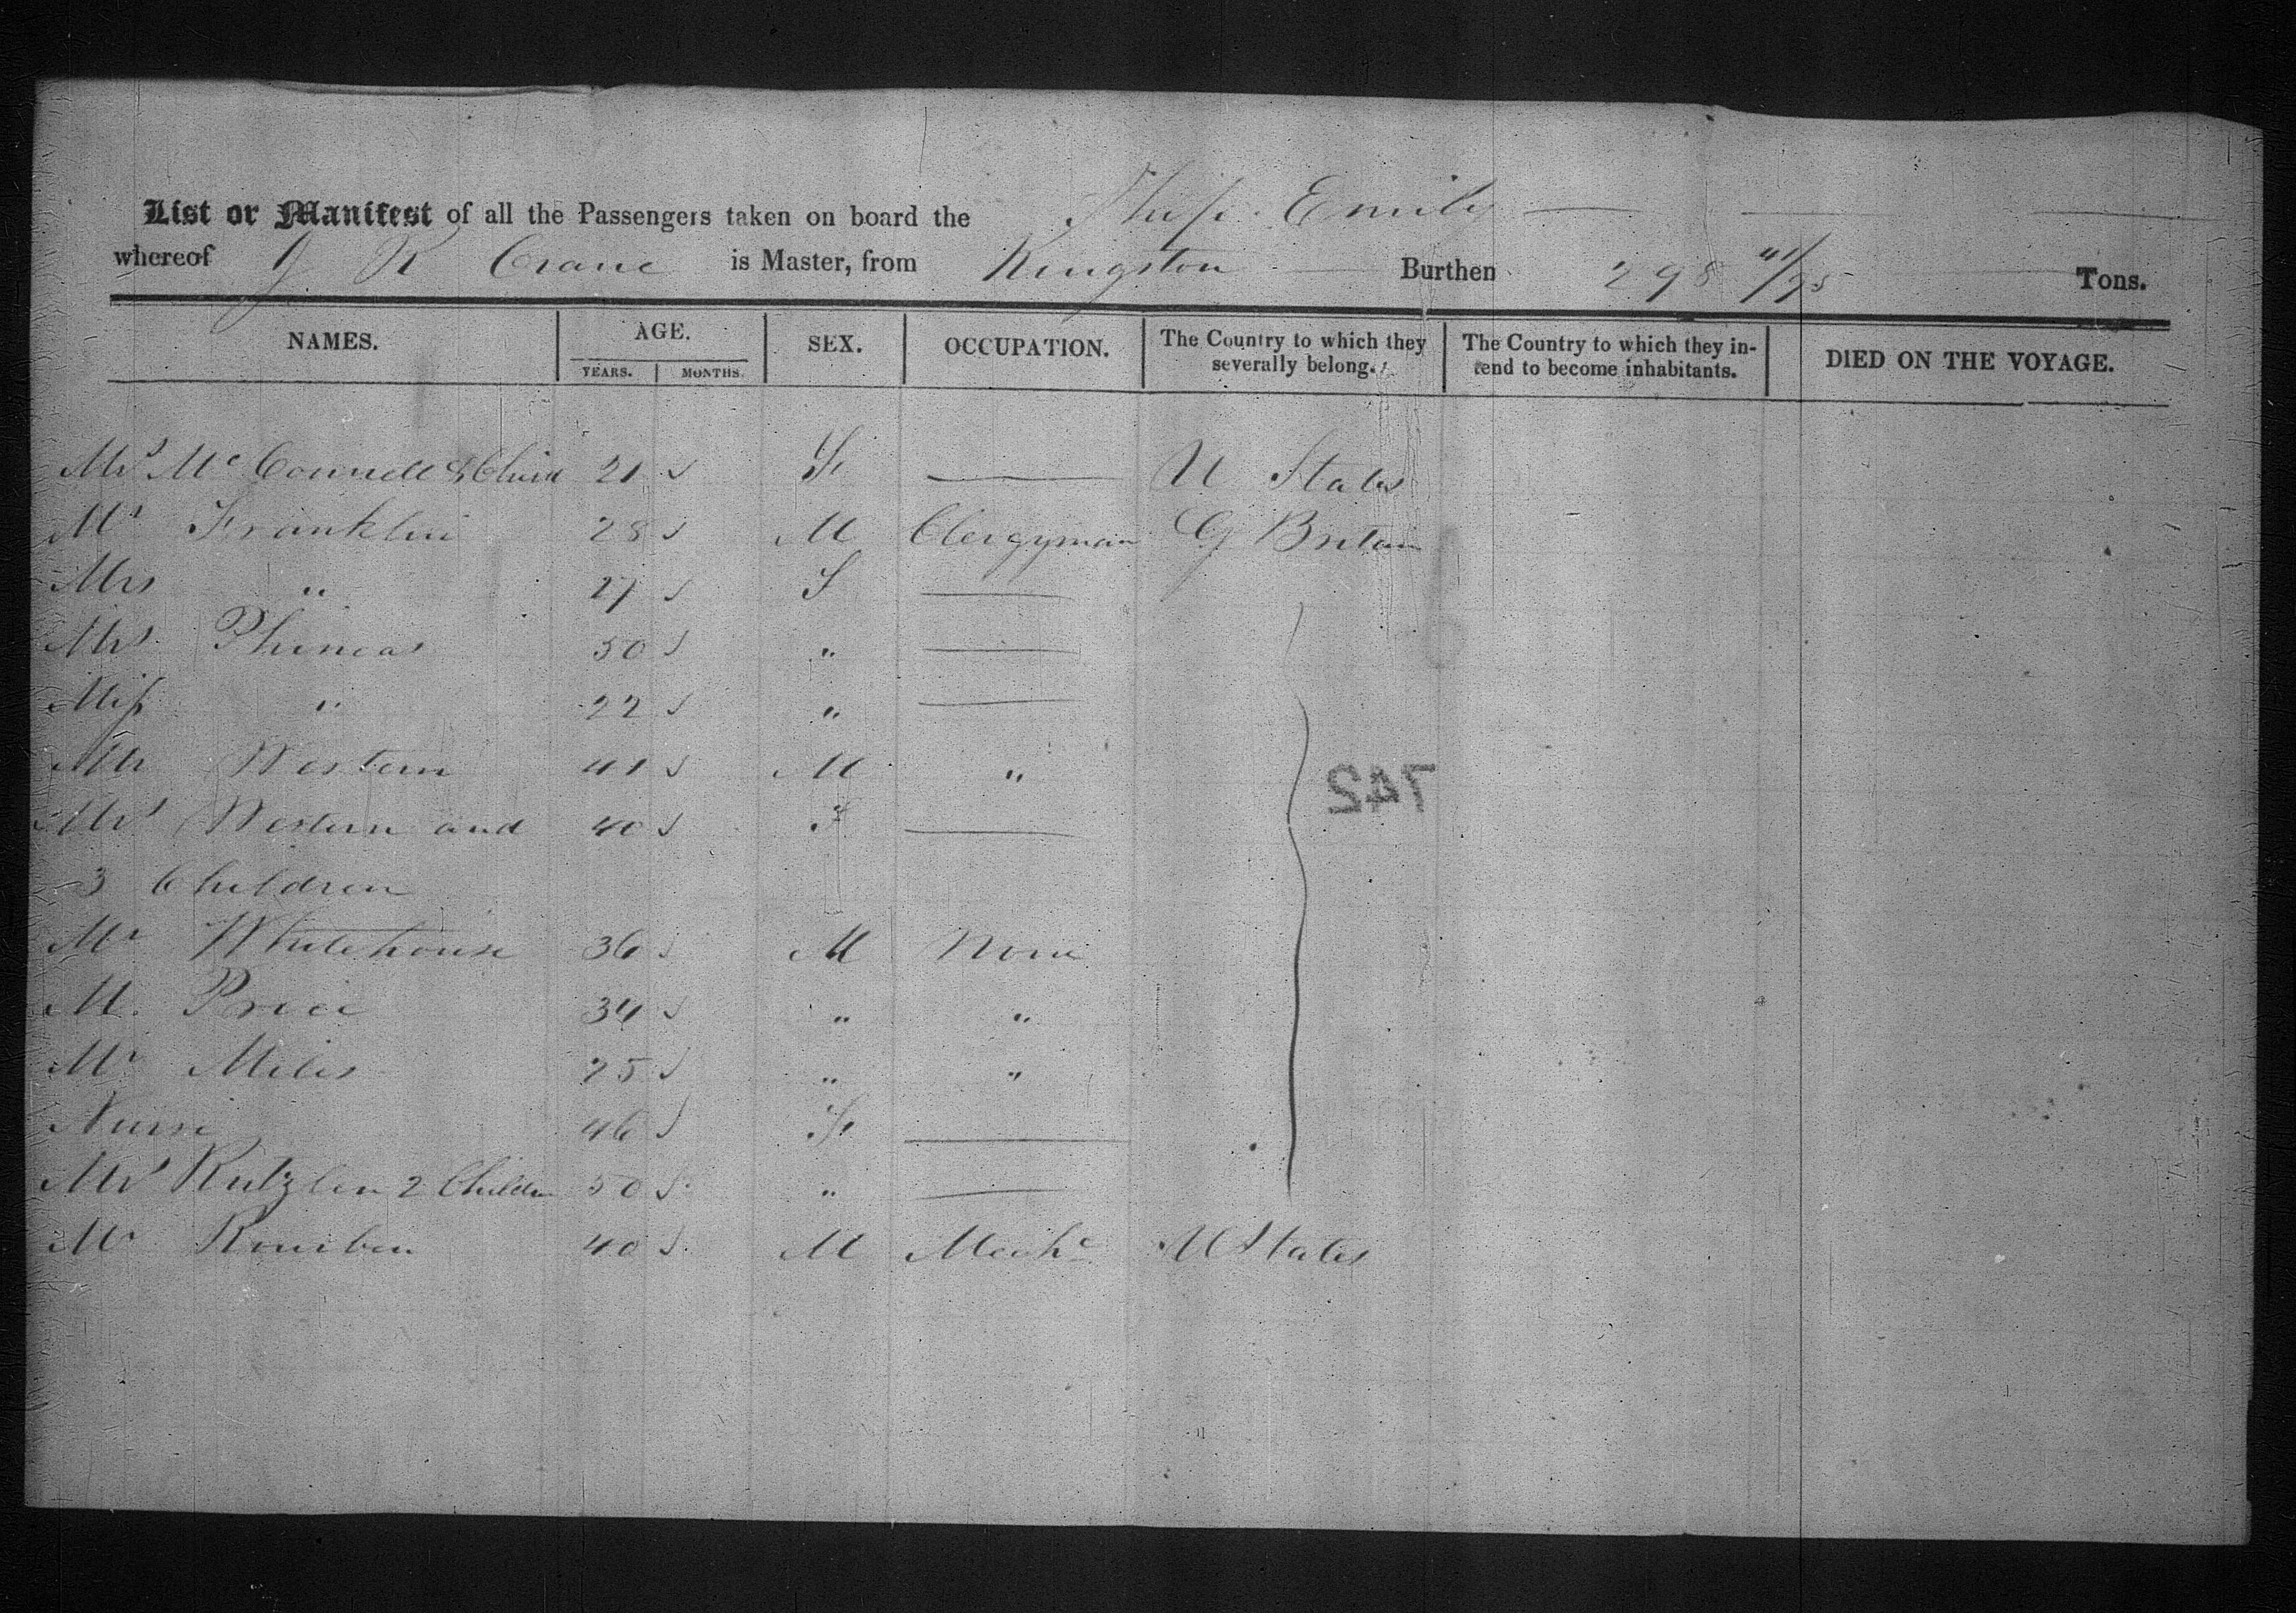 List or Manifest of all the Passengers taken on board the Ship Emily
whereof J R Crane is Master, from Kingston Burthen 298 41/95 Tons.
NAMES. AGE. SEX. OCCUPATION. The Country to which they severally belong. The Country to which they intend to become inhabitants. DIED ON THE VOYAGE.
YEARS. MONTHS.
Mrs McConnell & Child 21 F U States
Mr Franklin 28 M Clergyman G Britain
Mrs " 27 F
Mrs Phineas 50 "
Miss " 22 "
Mr Western 41 M "
Mrs Western and 40 F
3 Children
Mr Whitehouse 36 M None
M. Price 34 " "
Mr Miles 25 " "
Nurse 46 F
Mrs 2 Children 50 "
Mr 40 M Mechc U States
742